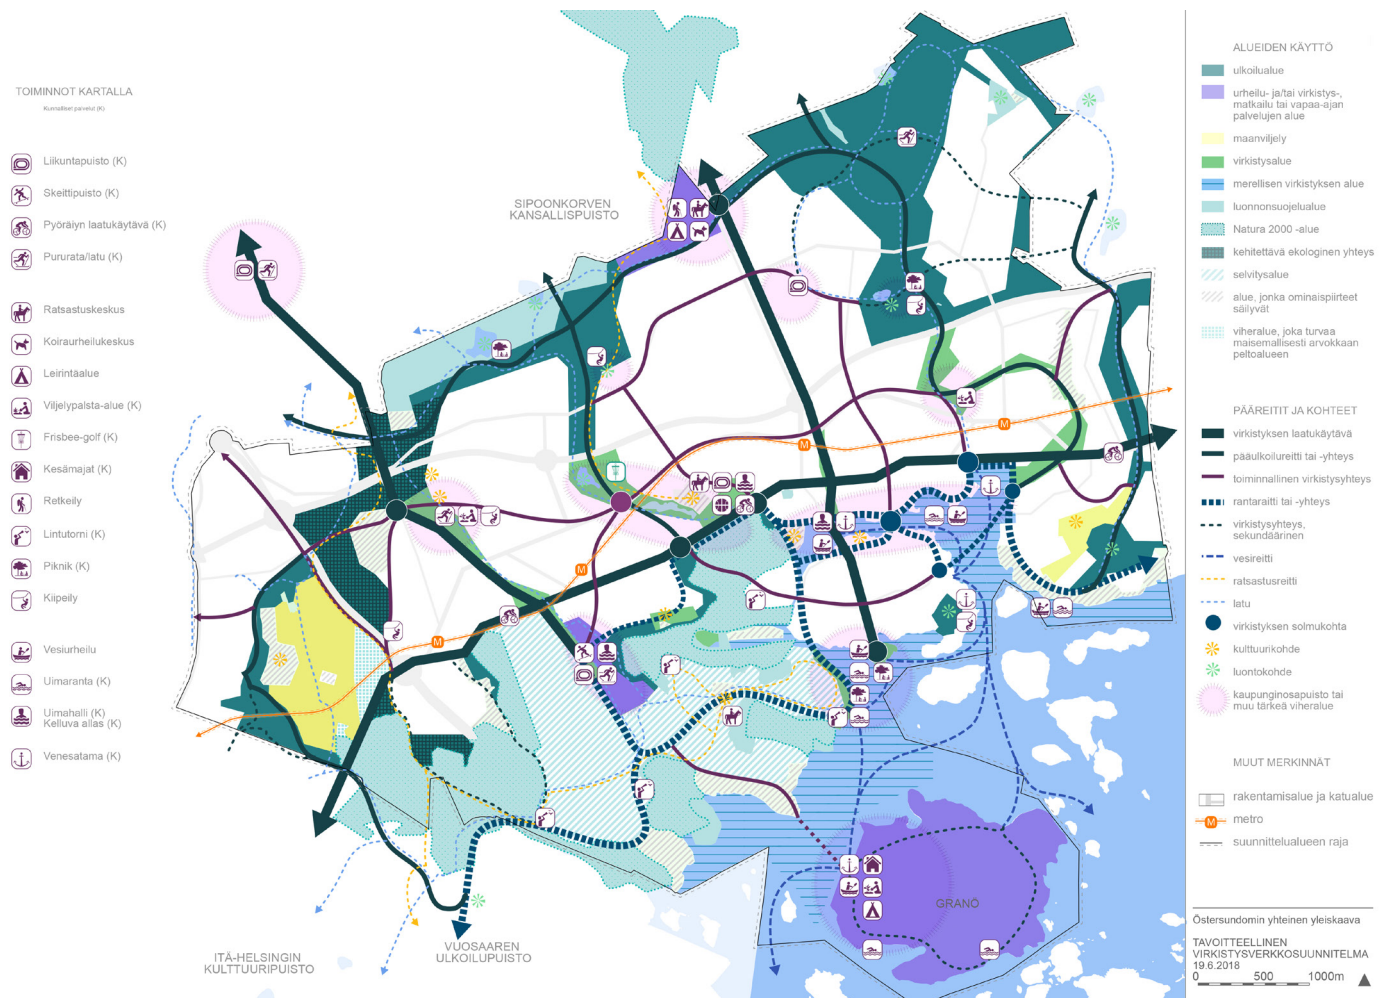 TOIMINNOT KARTALLA
Kunnalliset palvelut (K)
Liikuntapuisto (K)
Skeittipuisto (K)
Pyöräiyn laatukäytävä (K)
Pururata/latu (K)
Ratsastuskeskus
Koiraurheilukeskus
Leirintäalue
Viljelypalsta-alue (K)
Frisbee-golf (K)
Kesämajat (K)
Retkeily
Lintutorni (K)
Piknik (K)
Kiipeily
Vesiurheilu
Uimaranta (K)
Uimahalli (K)
Kelluva allas (K)
Venesatama (K)
SIPOONKORVEN
KANSALLISPUISTO
M
M
M
M
GRANÖ
ITÄ-HELSINGIN
KULTTUURIPUISTO
VUOSAAREN
ULKOILUPUISTO
ALUEIDEN KÄYTTÖ
ulkoilualue
urheilu- ja/tai virkistys-,
matkailu tai vapaa-ajan
palvelujen alue
maanviljely
virkistysalue
merellisen virkistyksen alue
luonnonsuojelualue
Natura 2000 -alue
kehitettävä ekologinen yhteys
selvitysalue
alue, jonka ominaispiirteet
säilyvät
viheralue, joka turvaa
maisemallisesti arvokkaan
peltoalueen
PÄÄREITIT JA KOHTEET
virkistyksen laatukäytävä
pääulkoilureitti tai -yhteys
toiminnallinen virkistysyhteys
rantaraitti tai -yhteys
virkistysyhteys,
sekundäärinen
vesireitti
ratsastusreitti
latu
virkistyksen solmukohta
kulttuurikohde
luontokohde
kaupunginosapuisto tai
muu tärkeä viheralue
MUUT MERKINNÄT
rakentamisalue ja katualue
M metro
suunnittelualueen raja
Östersundomin yhteinen yleiskaava
TAVOITTEELLINEN
VIRKISTYSVERKKOSUUNNITELMA
19.6.2018
0 500 1000m